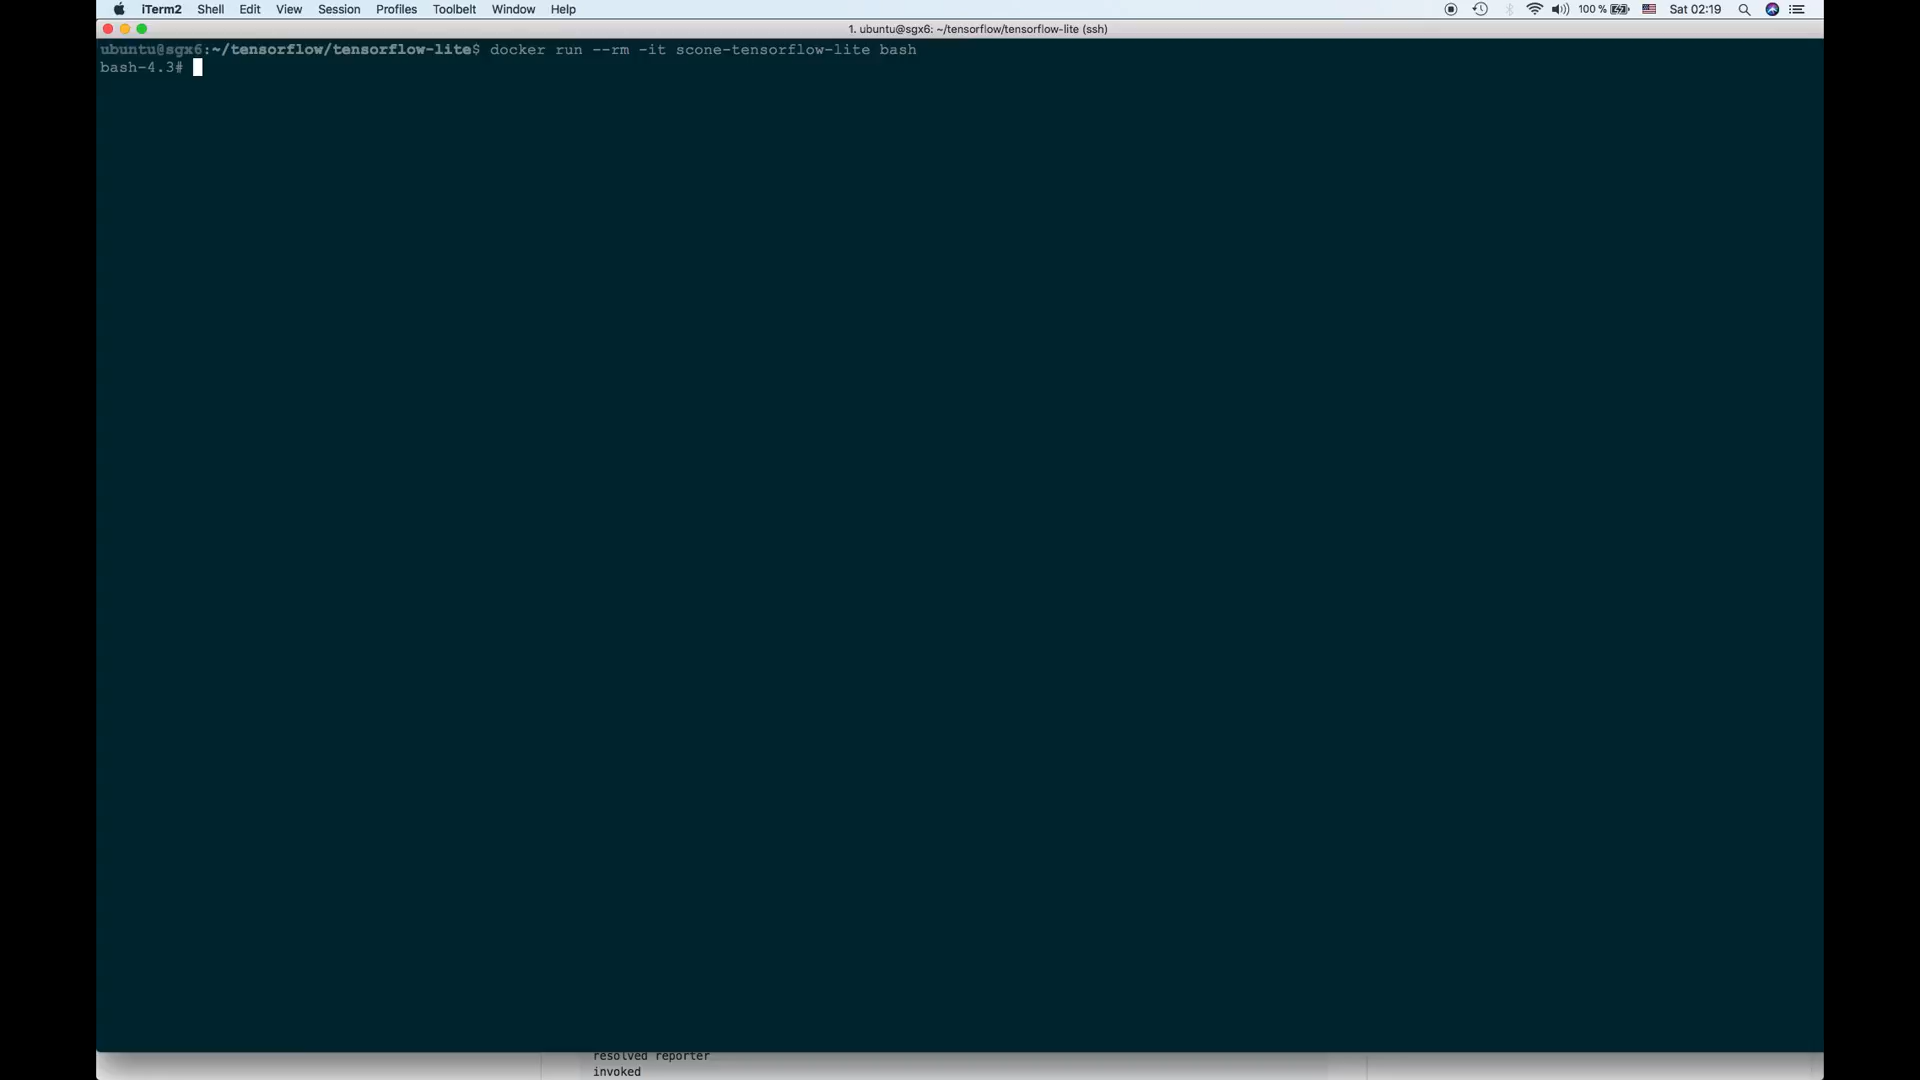 iTerm2 Shell Edit View Session Profiles Toolbelt Window Help 100 % Sat 02:19
1. ubuntu@sgx6: ~/tensorflow/tensorflow-lite (ssh)
ubuntu@sgx6:~/tensorflow/tensorflow-lite$ docker run --rm -it scone-tensorflow-lite bash
bash-4.3#
resolved reporter
invoked